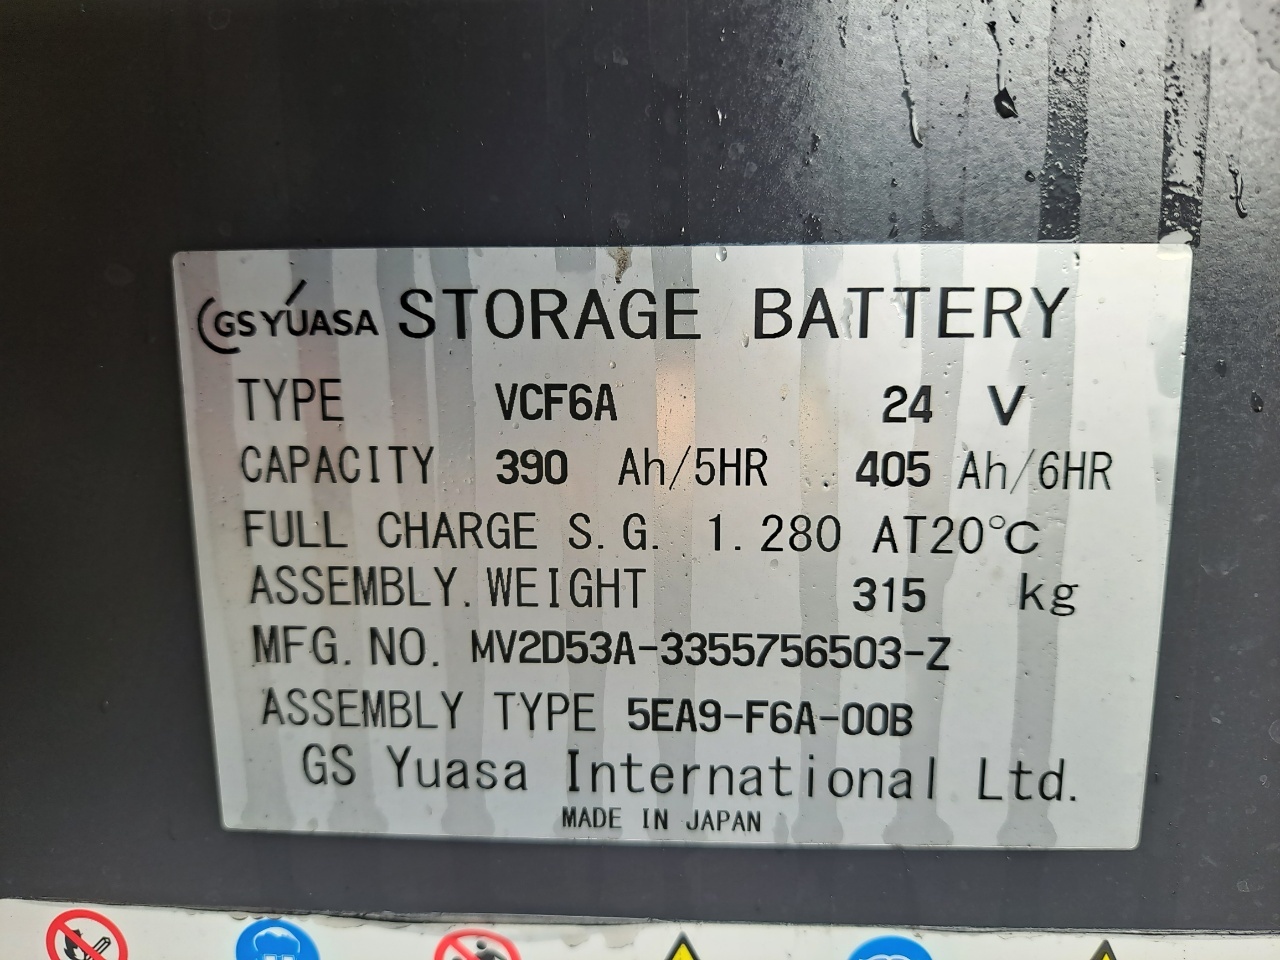 GS YUASA STORAGE BATTERY
TYPE VCF6A 24 V
CAPACITY 390 Ah/5HR 405 Ah/6HR
FULL CHARGE S.G. 1.280 AT20°C
ASSEMBLY.WEIGHT 315 kg
MFG.NO. MV2D53A-3355756503-Z
ASSEMBLY TYPE 5EA9-F6A-00B
GS Yuasa International Ltd.
MADE IN JAPAN